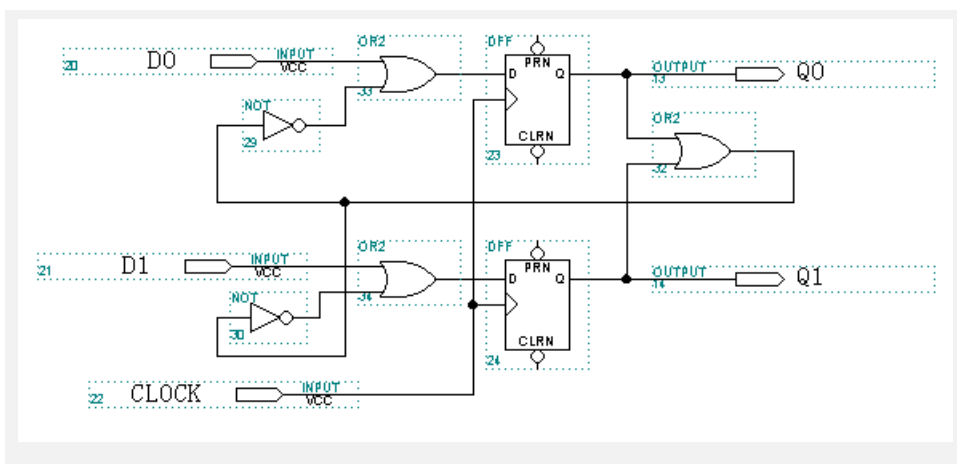 OR2 DFF
D0 INPUT VCC PRN D Q OUTPUT Q0
20 33 13
NOT OR2
29 CLRN 23 32
OR2 DFF
D1 INPUT VCC PRN D Q OUTPUT Q1
21 34 14
NOT
30 CLRN 24
CLOCK INPUT VCC
22